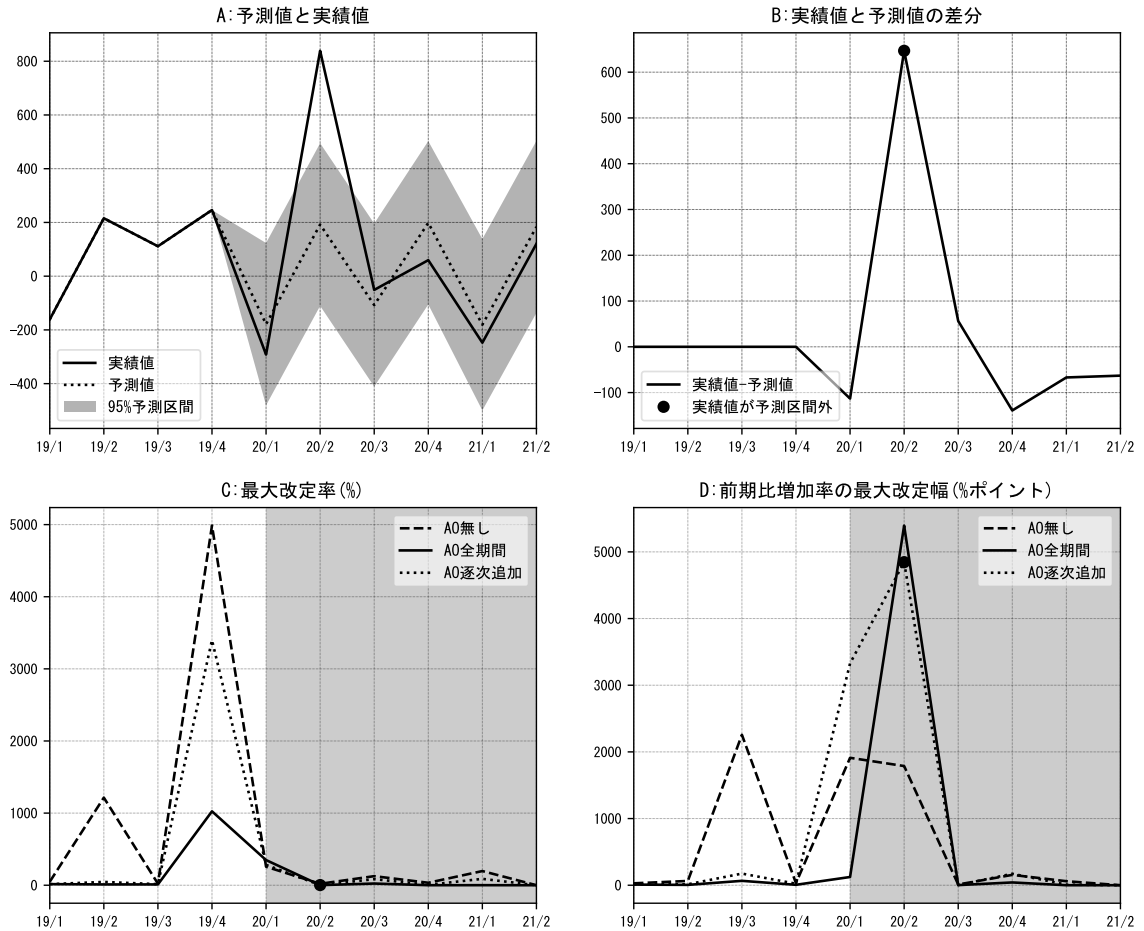 A:予測値と実績値
800
600
400
200
0
−200
−400
実績値
予測値
95%予測区間
19/1 19/2 19/3 19/4 20/1 20/2 20/3 20/4 21/1 21/2
B:実績値と予測値の差分
600
500
400
300
200
100
0
−100
実績値−予測値
実績値が予測区間外
19/1 19/2 19/3 19/4 20/1 20/2 20/3 20/4 21/1 21/2
C:最大改定率(%)
5000
4000
3000
2000
1000
0
AO無し
AO全期間
AO逐次追加
19/1 19/2 19/3 19/4 20/1 20/2 20/3 20/4 21/1 21/2
D:前期比増加率の最大改定幅(%ポイント)
5000
4000
3000
2000
1000
0
AO無し
AO全期間
AO逐次追加
19/1 19/2 19/3 19/4 20/1 20/2 20/3 20/4 21/1 21/2